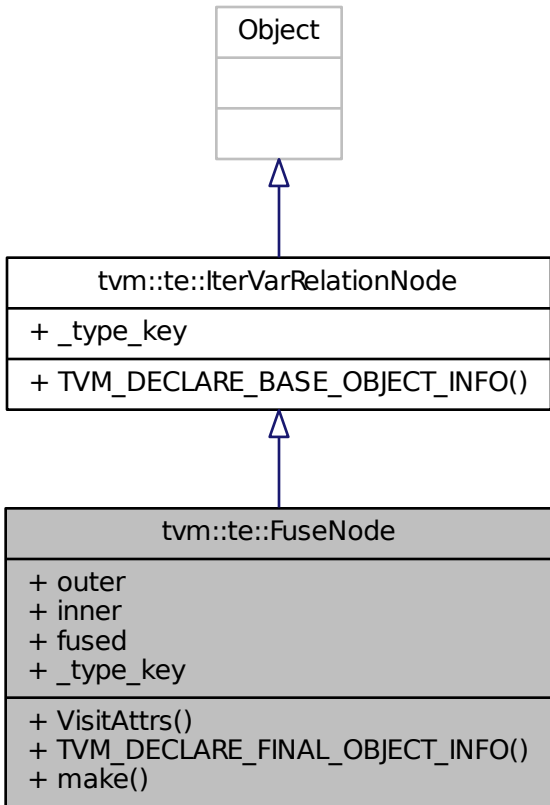 Object
tvm::te::IterVarRelationNode
+ _type_key
+ TVM_DECLARE_BASE_OBJECT_INFO()
tvm::te::FuseNode
+ outer
+ inner
+ fused
+ _type_key
+ VisitAttrs()
+ TVM_DECLARE_FINAL_OBJECT_INFO()
+ make()